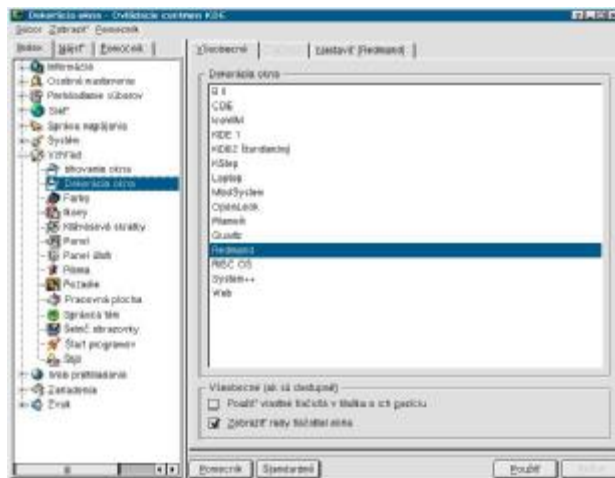 Dekorácia okna - Ovládacie centrum KDE
Súbor Zobraziť Pomocník
Index Nájsť Pomocník
Informácie
Osobné nastavenie
Prehliadanie súborov
Sieť
Správa napájania
Systém
Vzhľad
okna
Dekorácia okna
Farby
Ikony
Klávesové skratky
Panel
Panel úloh
Písma
Pozadie
Pracovná plocha
Správca tém
Šetrič obrazovky
Štart programov
Štýl
Web prehliadanie
Zariadenia
Zvuk
Všeobecné
Nastaviť [Redmond]
Dekorácia okna
B II
CDE
IceWM
KDE 1
KDE2 štandardný
KStep
Laptop
ModSystem
OpenLook
Plamník
Quartz
Redmond
RISC OS
System++
Web
Všeobecné (ak sú dostupné)
Použiť vlastné tlačidlá v titulku a ich pozíciu
Zobraziť rady tlačidiel okna
Pomocník
Štandardné
Použiť